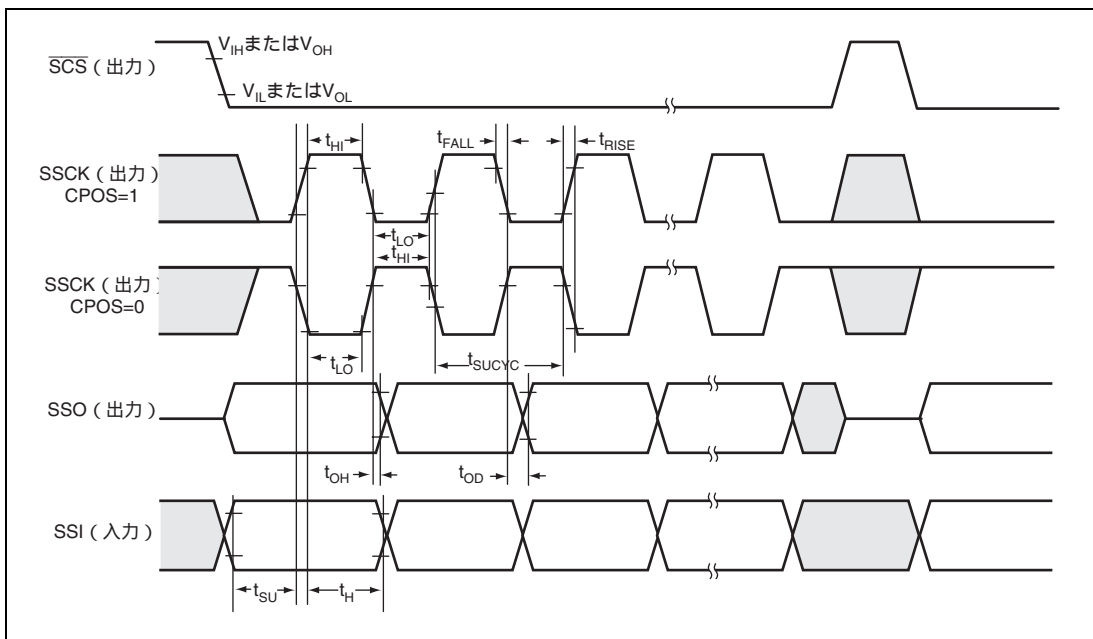 VIHまたはVOH
SCS（出力）
VILまたはVOL
tHI
tFALL
tRISE
SSCK（出力）
CPOS=1
tLO
tHI
SSCK（出力）
CPOS=0
tLO
tSUCYC
SSO（出力）
tOH
tOD
SSI（入力）
tSU
tH